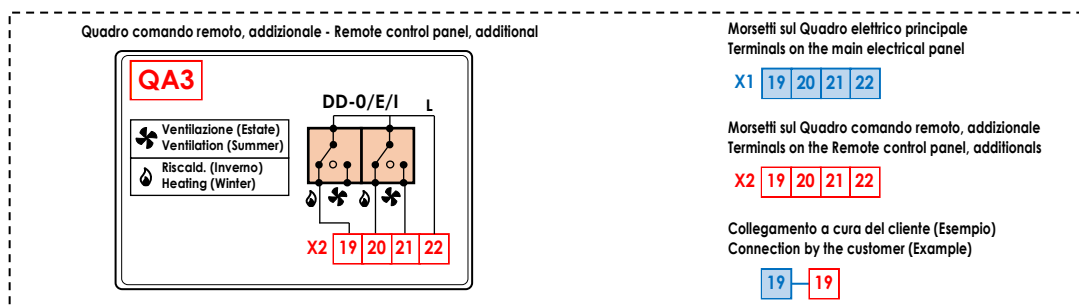 Quadro comando remoto, addizionale - Remote control panel, additional
QA3
DD-0/E/I L
Ventilazione (Estate)
Ventilation (Summer)
Riscald. (Inverno)
Heating (Winter)
X2 19 20 21 22
Morsetti sul Quadro elettrico principale
Terminals on the main electrical panel
X1 19 20 21 22
Morsetti sul Quadro comando remoto, addizionale
Terminals on the Remote control panel, additionals
X2 19 20 21 22
Collegamento a cura del cliente (Esempio)
Connection by the customer (Example)
19 19